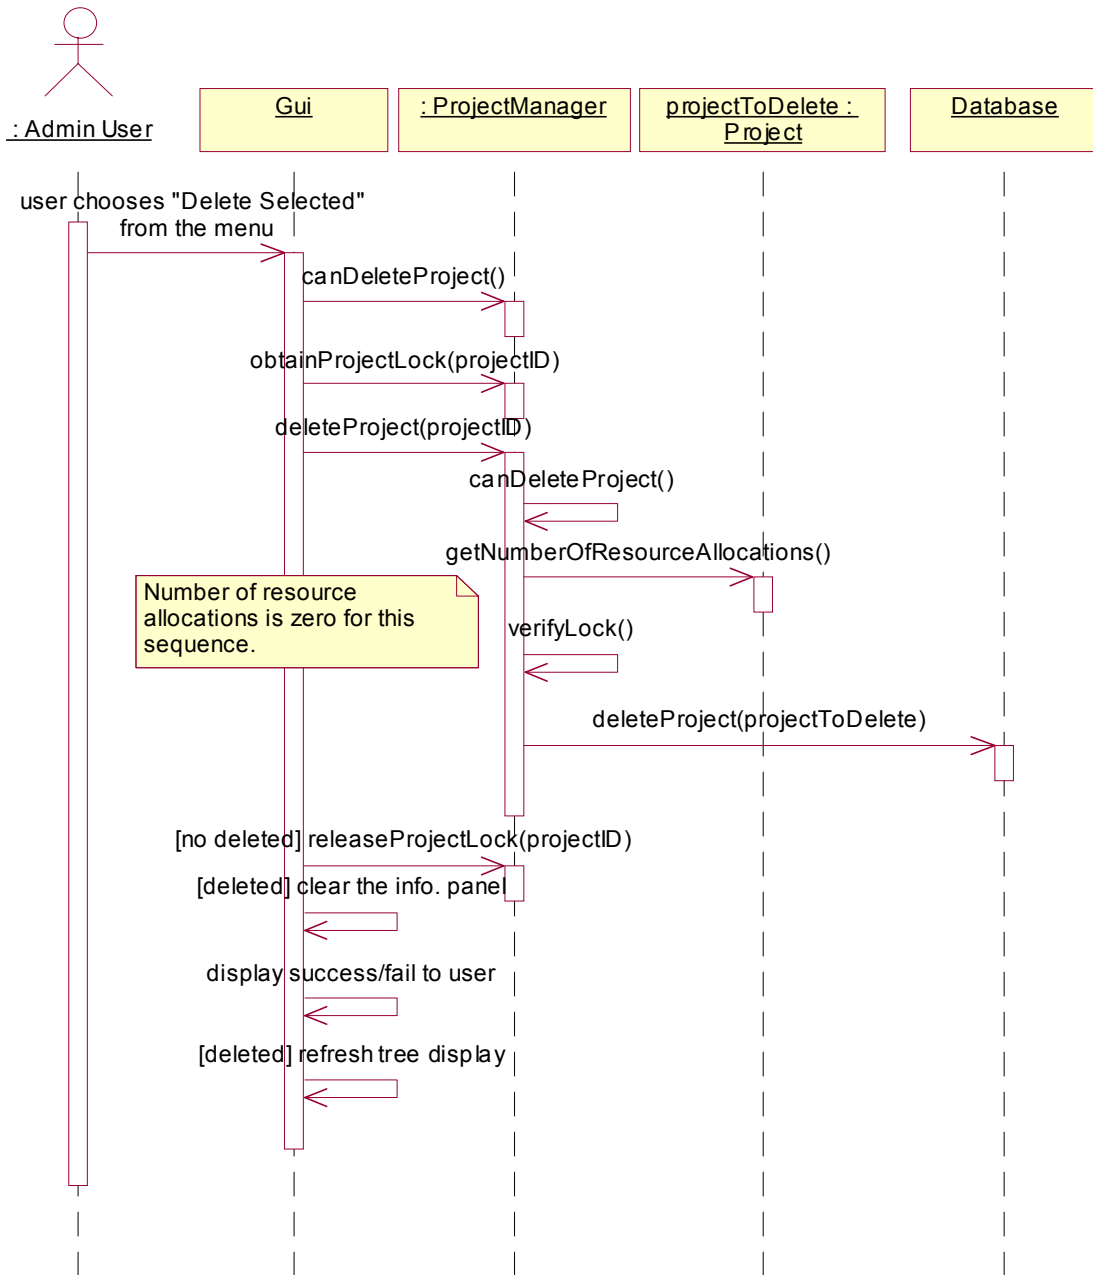 : Admin User
Gui
: ProjectManager
projectToDelete :
Project
Database
user chooses "Delete Selected"
from the menu
canDeleteProject()
obtainProjectLock(projectID)
deleteProject(projectID)
canDeleteProject()
getNumberOfResourceAllocations()
Number of resource
allocations is zero for this
sequence.
verifyLock()
deleteProject(projectToDelete)
[no deleted] releaseProjectLock(projectID)
[deleted] clear the info. panel
display success/fail to user
[deleted] refresh tree display